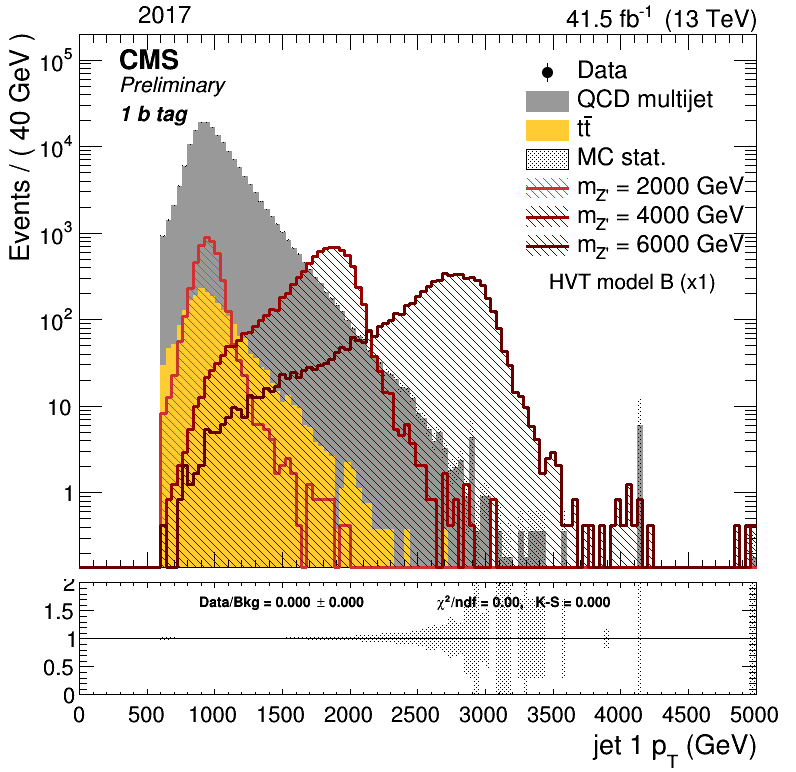 2017
41.5 fb⁻¹ (13 TeV)
CMS
Preliminary
1 b tag
Data
QCD multijet
tt̄
MC stat.
m_Z' = 2000 GeV
m_Z' = 4000 GeV
m_Z' = 6000 GeV
HVT model B (x1)
Events / ( 40 GeV )
10⁵
10⁴
10³
10²
10
1
Data/Bkg = 0.000 ± 0.000
χ²/ndf = 0.00, K-S = 0.000
2
1.5
1
0.5
0
0 500 1000 1500 2000 2500 3000 3500 4000 4500 5000
jet 1 p_T (GeV)